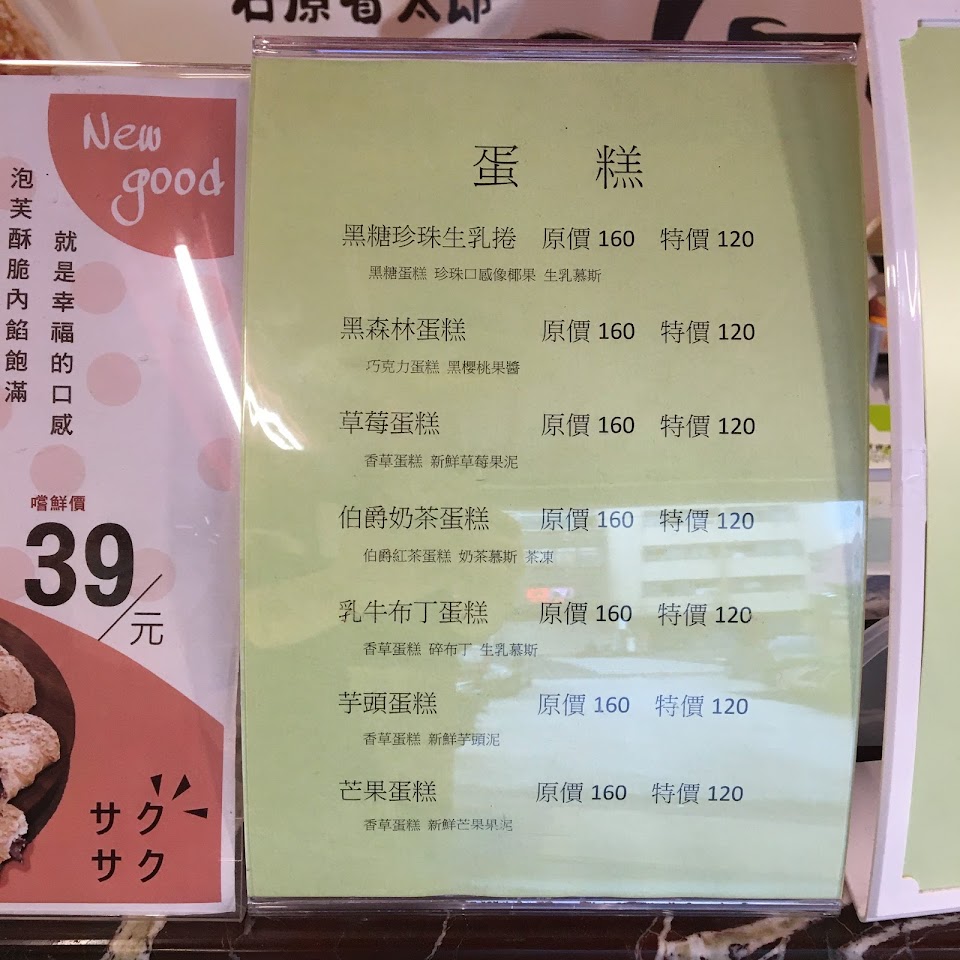 石原香太郎
New
good
就是幸福的口感
泡芙酥脆內餡飽滿
嚐鮮價
39/元
サク
サク
蛋 糕
黑糖珍珠生乳捲 原價 160 特價 120
黑糖蛋糕 珍珠口感像椰果 生乳慕斯
黑森林蛋糕 原價 160 特價 120
巧克力蛋糕 黑櫻桃果醬
草莓蛋糕 原價 160 特價 120
香草蛋糕 新鮮草莓果泥
伯爵奶茶蛋糕 原價 160 特價 120
伯爵紅茶蛋糕 奶茶慕斯 茶凍
乳牛布丁蛋糕 原價 160 特價 120
香草蛋糕 碎布丁 生乳慕斯
芋頭蛋糕 原價 160 特價 120
香草蛋糕 新鮮芋頭泥
芒果蛋糕 原價 160 特價 120
香草蛋糕 新鮮芒果果泥